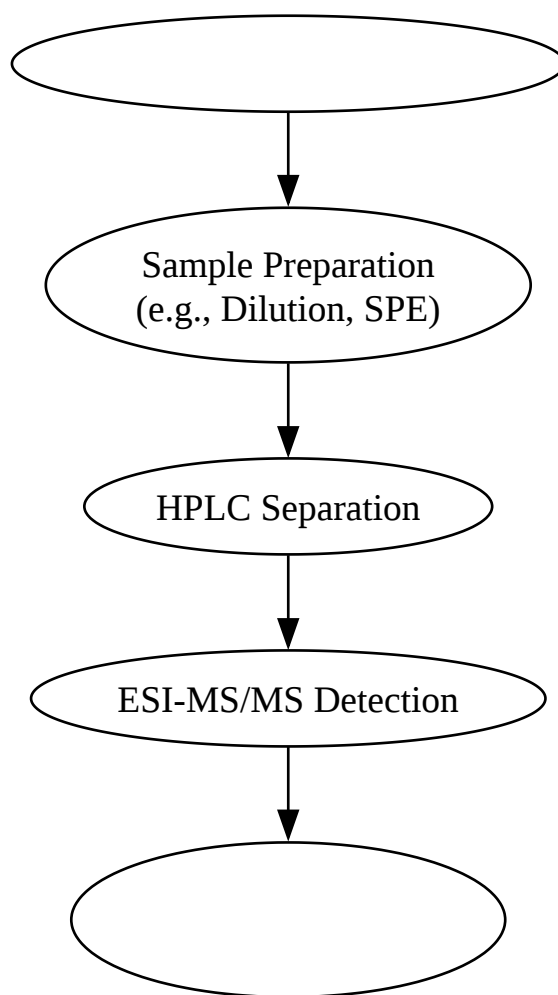 Sample Preparation
(e.g., Dilution, SPE)
HPLC Separation
ESI-MS/MS Detection